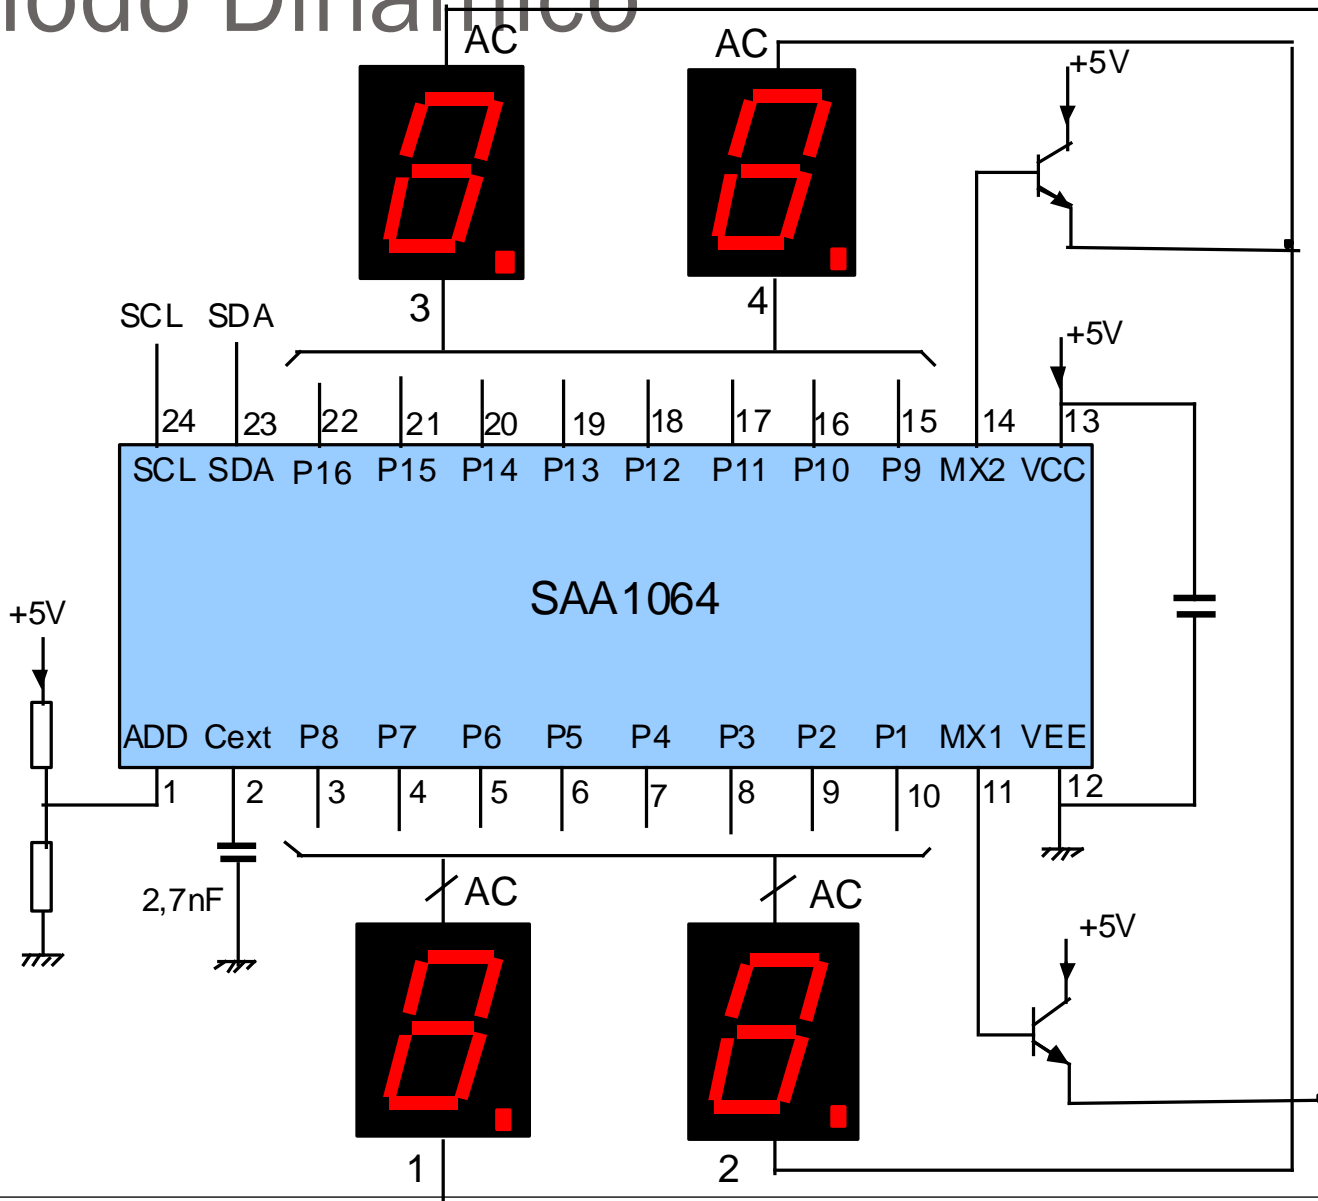 odo Dinámico
AC
AC
+5V
3
4
SCL SDA
+5V
24 23 22 21 20 19 18 17 16 15 14 13
SCL SDA P16 P15 P14 P13 P12 P11 P10 P9 MX2 VCC
SAA1064
+5V
ADD Cext P8 P7 P6 P5 P4 P3 P2 P1 MX1 VEE
1 2 3 4 5 6 7 8 9 10 11 12
2,7nF
AC
AC
+5V
1
2